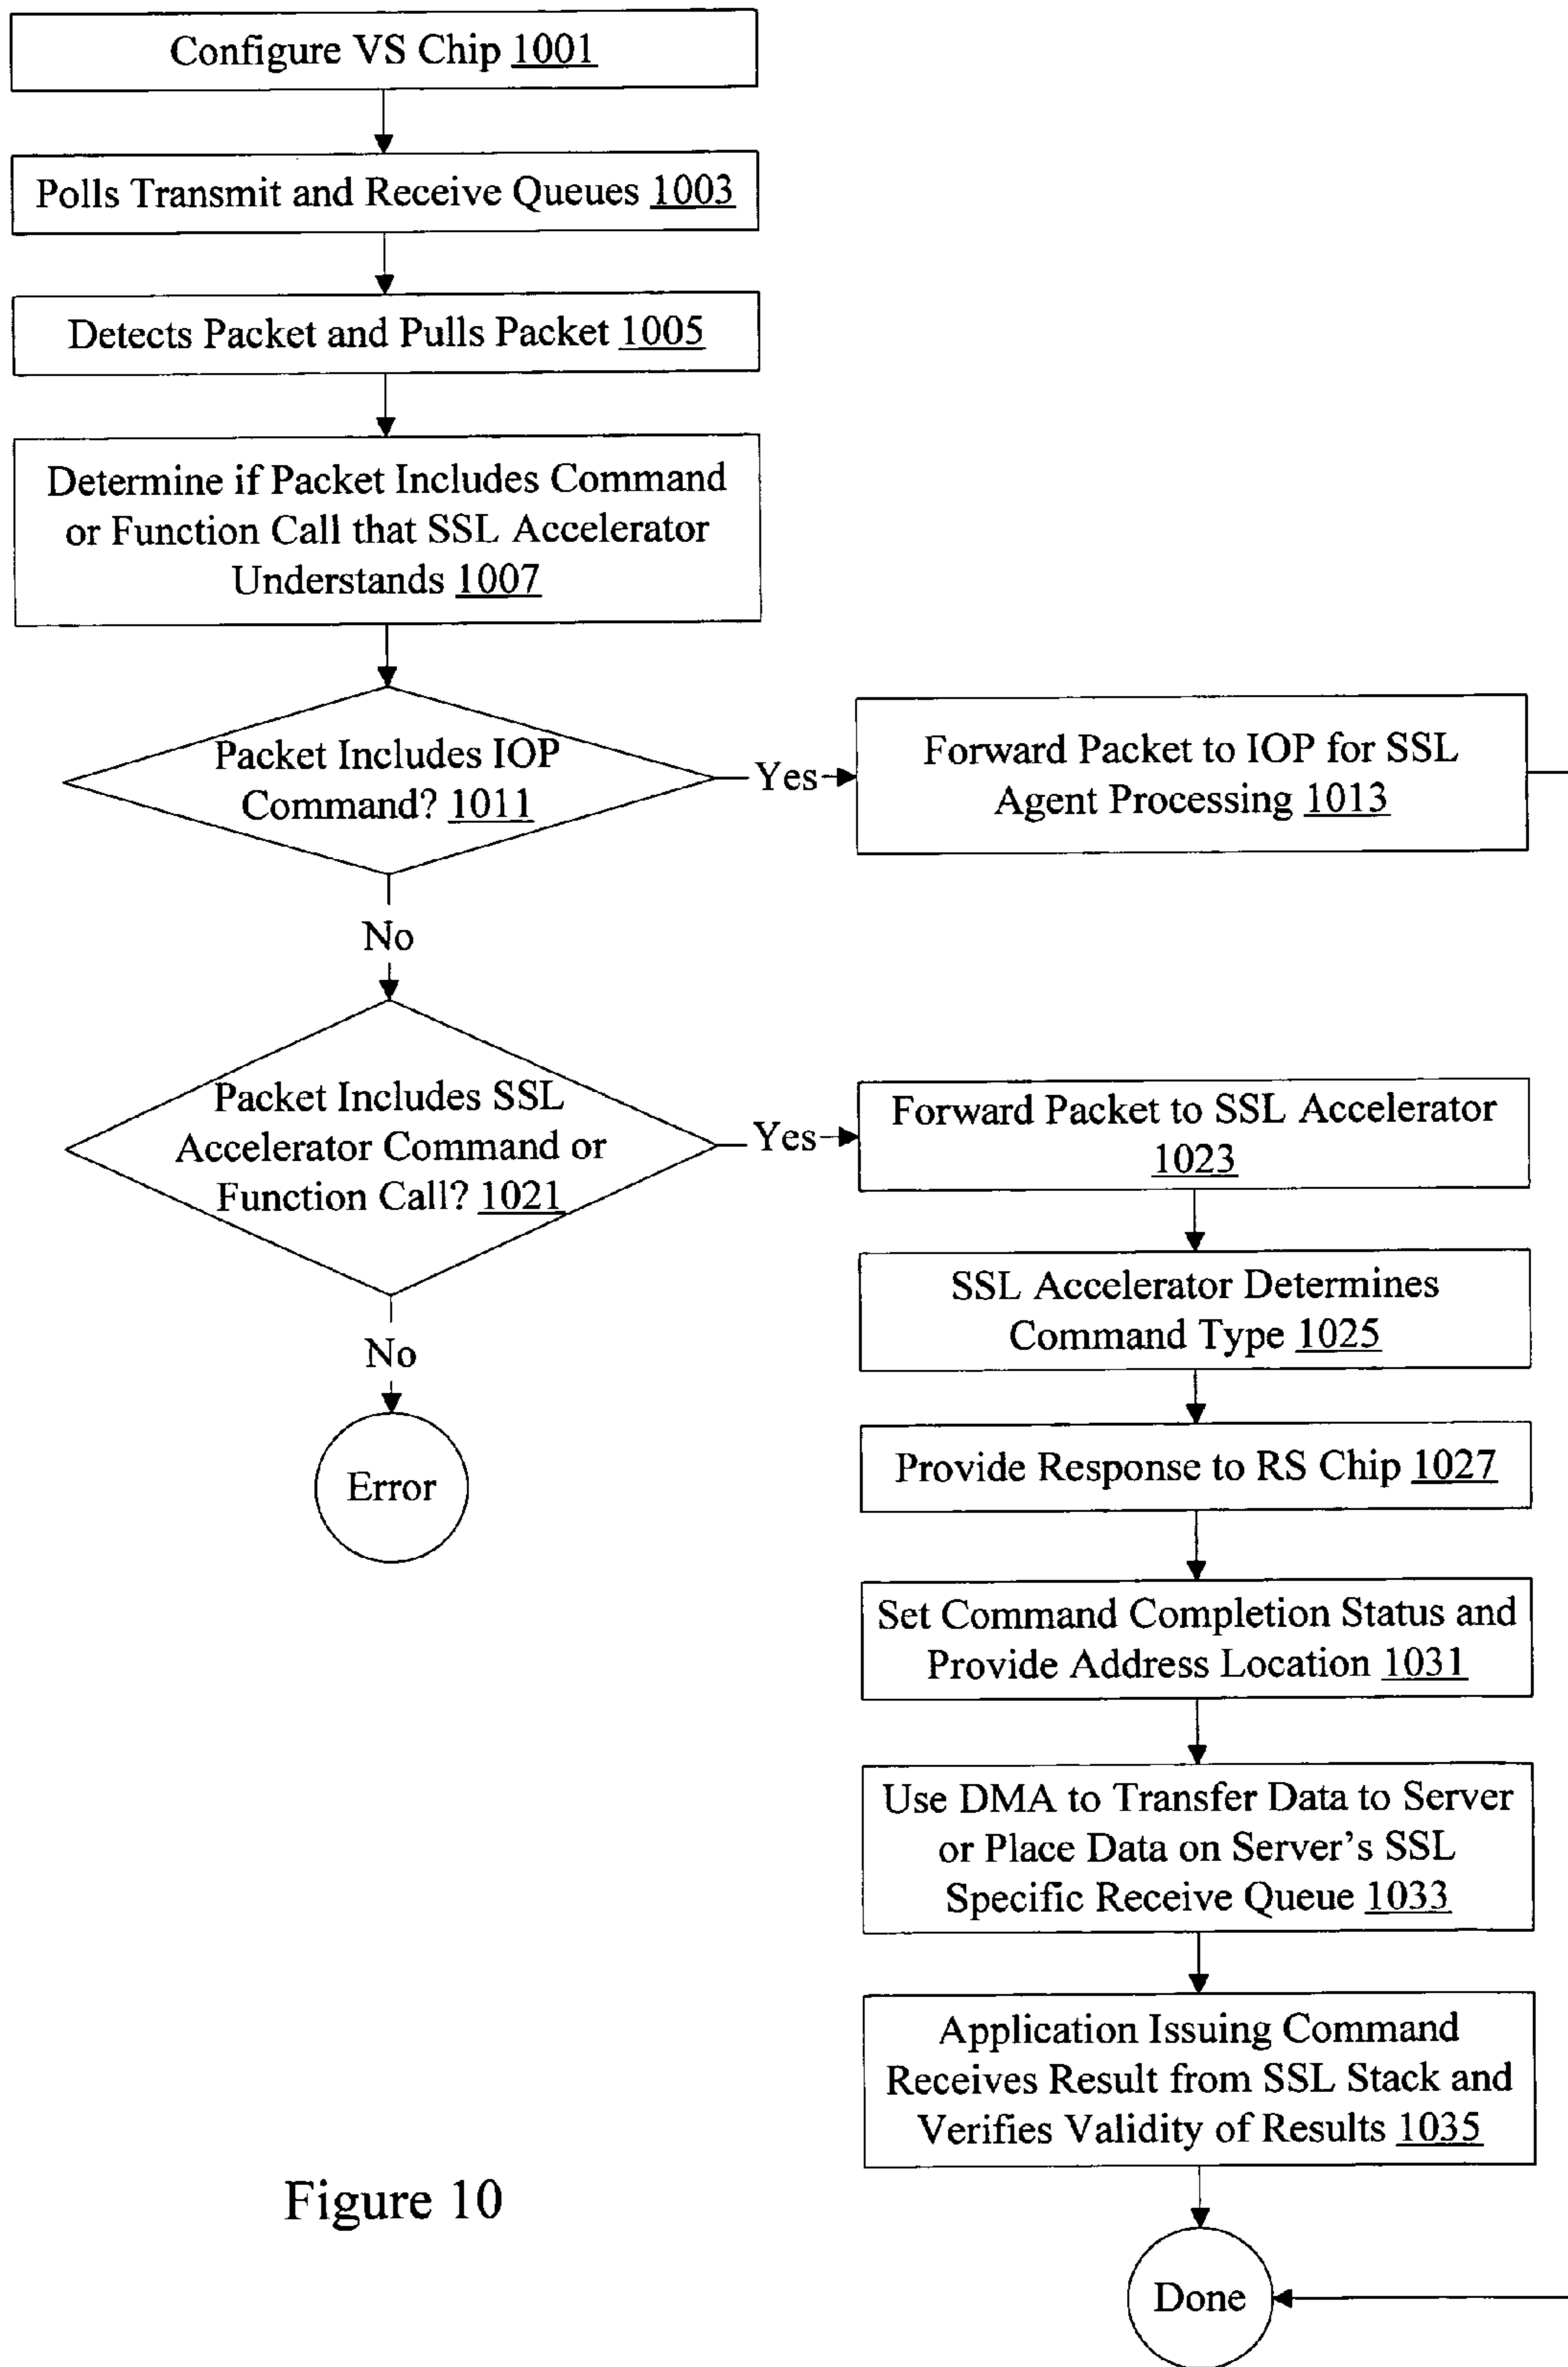 Configure VS Chip 1001
Polls Transmit and Receive Queues 1003
Detects Packet and Pulls Packet 1005
Determine if Packet Includes Command
or Function Call that SSL Accelerator
Understands 1007
Packet Includes IOP
Command? 1011
Yes
Forward Packet to IOP for SSL
Agent Processing 1013
No
Packet Includes SSL
Accelerator Command or
Function Call? 1021
Yes
Forward Packet to SSL Accelerator
1023
No
Error
SSL Accelerator Determines
Command Type 1025
Provide Response to RS Chip 1027
Set Command Completion Status and
Provide Address Location 1031
Use DMA to Transfer Data to Server
or Place Data on Server's SSL
Specific Receive Queue 1033
Application Issuing Command
Receives Result from SSL Stack and
Verifies Validity of Results 1035
Done
Figure 10